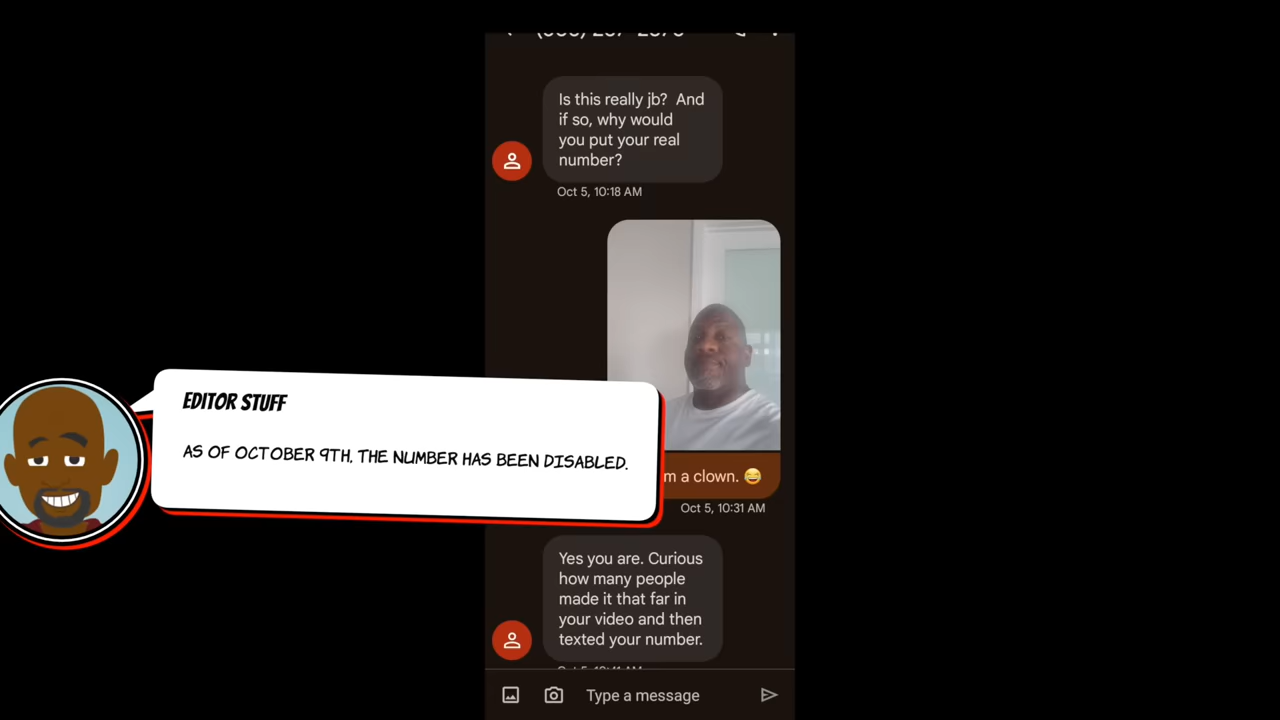 Is this really jb?  And
if so, why would
you put your real
number?
Oct 5, 10:18 AM
EDITOR STUFF
AS OF OCTOBER 9TH, THE NUMBER HAS BEEN DISABLED.
m a clown. 😂
Oct 5, 10:31 AM
Yes you are. Curious
how many people
made it that far in
your video and then
texted your number.
Type a message